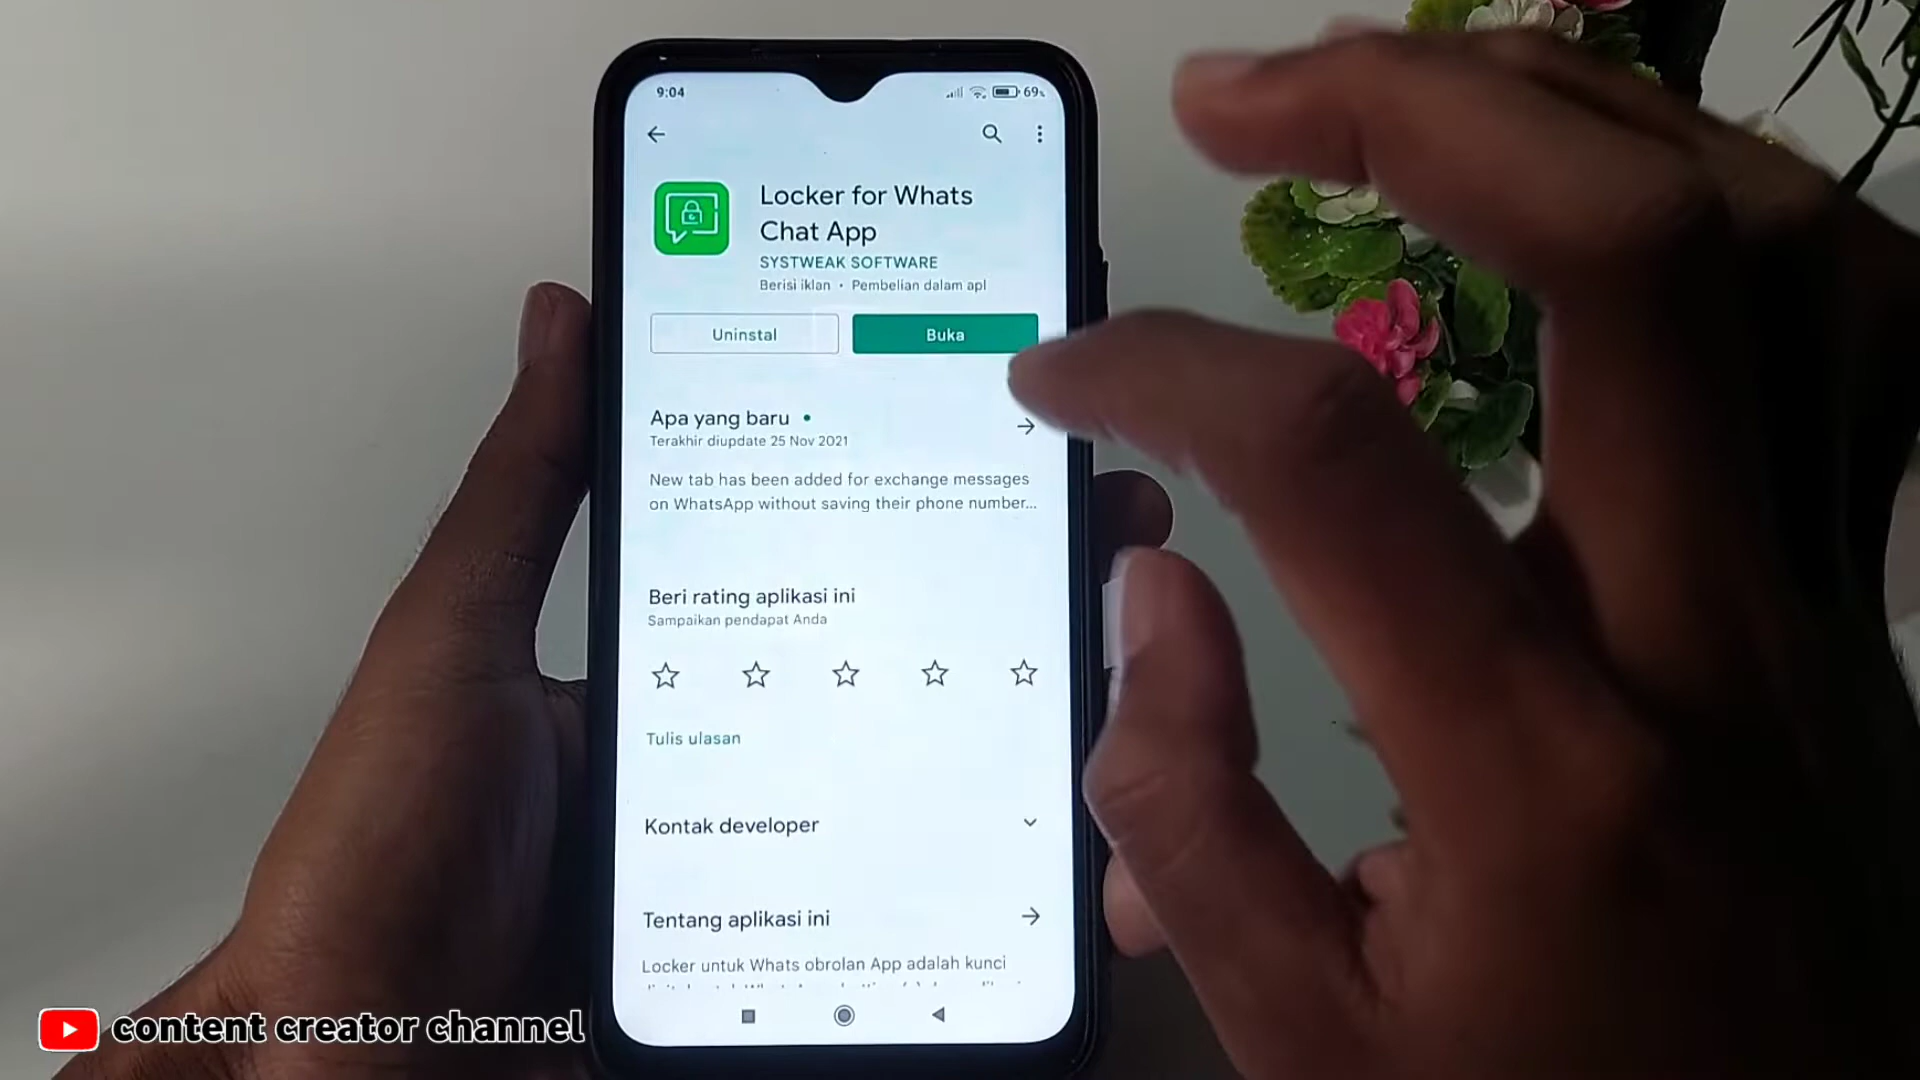 9:04
69%
Locker for Whats
Chat App
SYSTWEAK SOFTWARE
Berisi iklan • Pembelian dalam apl
Uninstal
Buka
Apa yang baru •
Terakhir diupdate 25 Nov 2021
New tab has been added for exchange messages
on WhatsApp without saving their phone number...
Beri rating aplikasi ini
Sampaikan pendapat Anda
Tulis ulasan
Kontak developer
Tentang aplikasi ini
Locker untuk Whats obrolan App adalah kunci
content creator channel